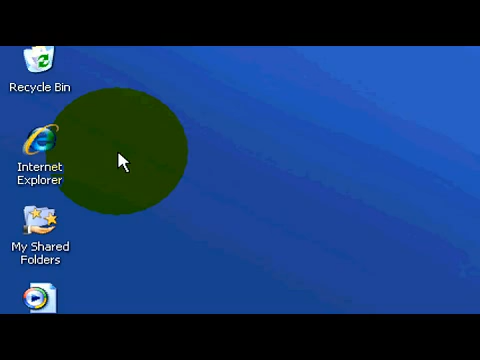 Recycle Bin
Internet
Explorer
My Shared
Folders